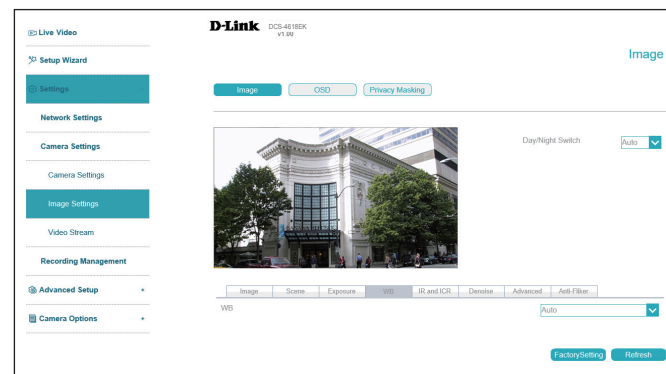 Live Video
D-Link DCS-4618EK
v1.00
Setup Wizard
Image
Settings
Image OSD Privacy Masking
Network Settings
Camera Settings
Day/Night Switch Auto
Camera Settings
Image Settings
Video Stream
Recording Management
Advanced Setup +
Image Scene Exposure WB IR and ICR Denoise Advanced Anti-Fliker
WB Auto
Camera Options +
FactorySetting Refresh